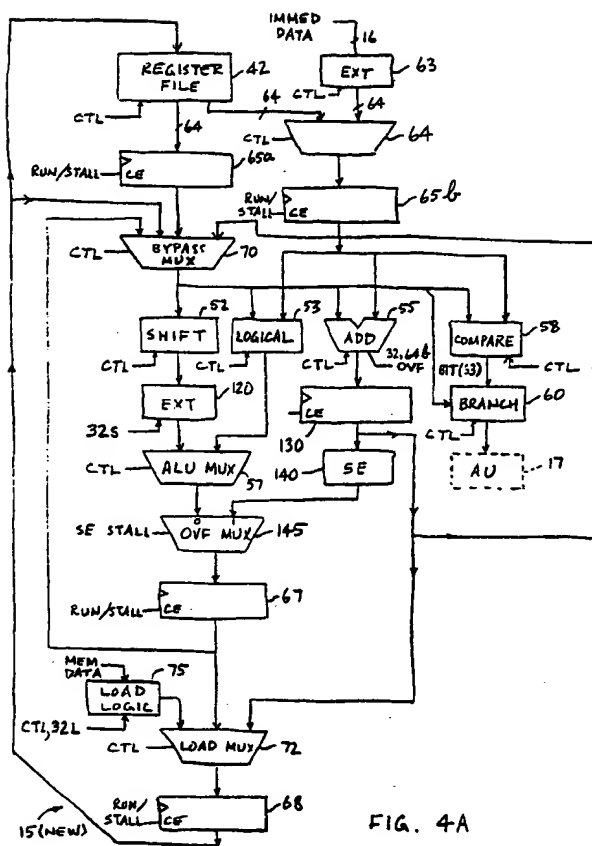 IMMED
DATA
16
REGISTER
FILE
42
EXT
63
CTL
64
64
CTL
64
CTL
64
RUN/STALL
CE
65a
RUN/
STALL
CE
65b
CTL
BYPASS
MUX
70
52
53
55
58
SHIFT
LOGICAL
ADD
COMPARE
CTL
CTL
CTL
32,64b
OVF
CTL
BIT(S3)
EXT
120
CE
130
BRANCH
60
32S
CTL
CTL
ALU MUX
57
140
SE
AU
17
SE STALL
0
OVF MUX
145
RUN/STALL
CE
67
MEM
DATA
75
LOAD
LOGIC
CTL,32L
CTL
LOAD MUX
72
RUN/
STALL
CE
68
15(NEW)
FIG. 4A